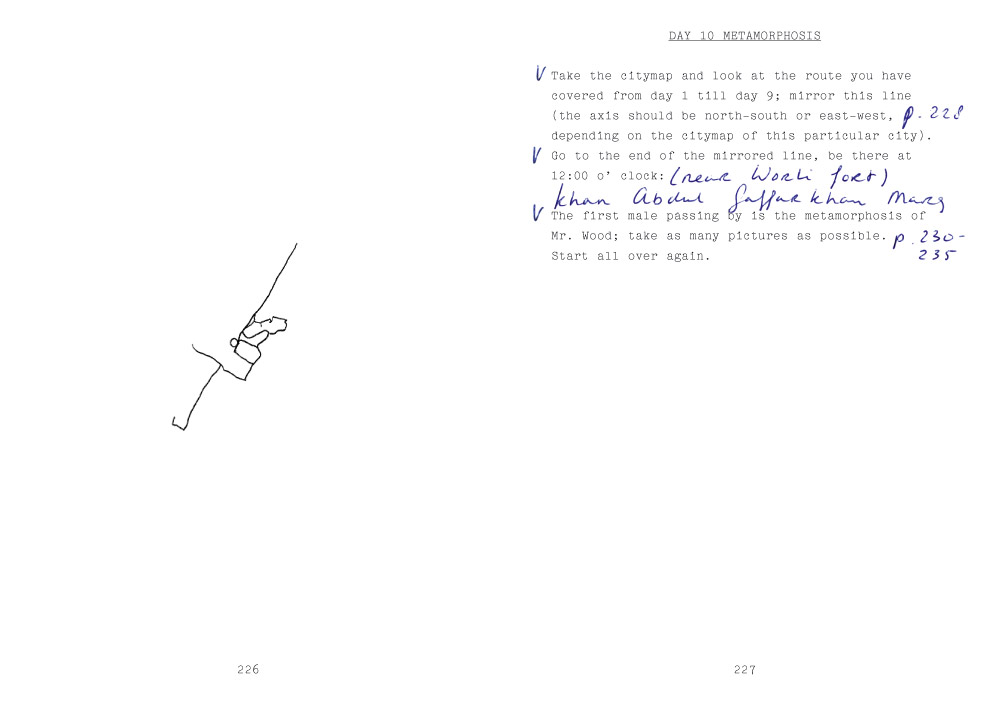 DAY 10 METAMORPHOSIS
V Take the citymap and look at the route you have
covered from day 1 till day 9; mirror this line
(the axis should be north-south or east-west, p. 228
depending on the citymap of this particular city).
V Go to the end of the mirrored line, be there at
12:00 o' clock: (near Worli fort)
Khan Abdul Gaffar khan Marg
V The first male passing by is the metamorphosis of
Mr. Wood; take as many pictures as possible. p. 230-
Start all over again. 235
226
227